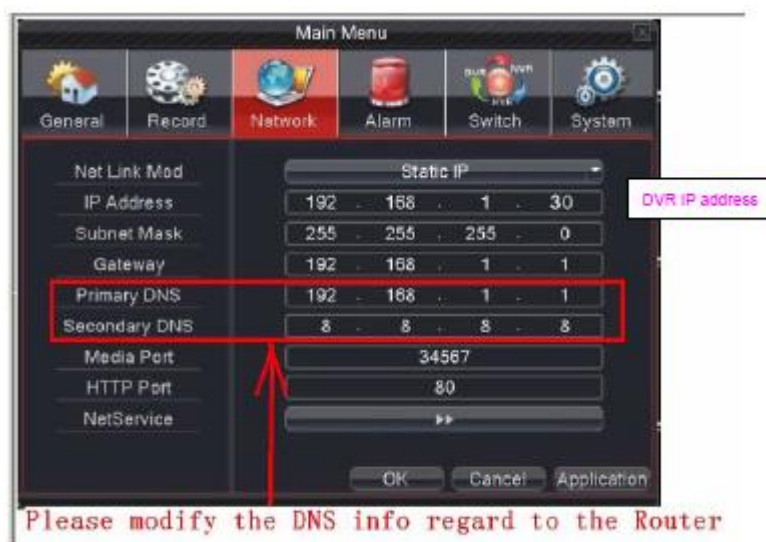 Main Menu
General Record Network Alarm Switch System
Net Link Mod Static IP
IP Address 192 . 168 . 1 . 30
DVR IP address
Subnet Mask 255 . 255 . 255 . 0
Gateway 192 . 168 . 1 . 1
Primary DNS 192 . 168 . 1 . 1
Secondary DNS 8 . 8 . 8 . 8
Media Port 34567
HTTP Port 80
NetService
OK Cancel Application
Please modify the DNS info regard to the Router